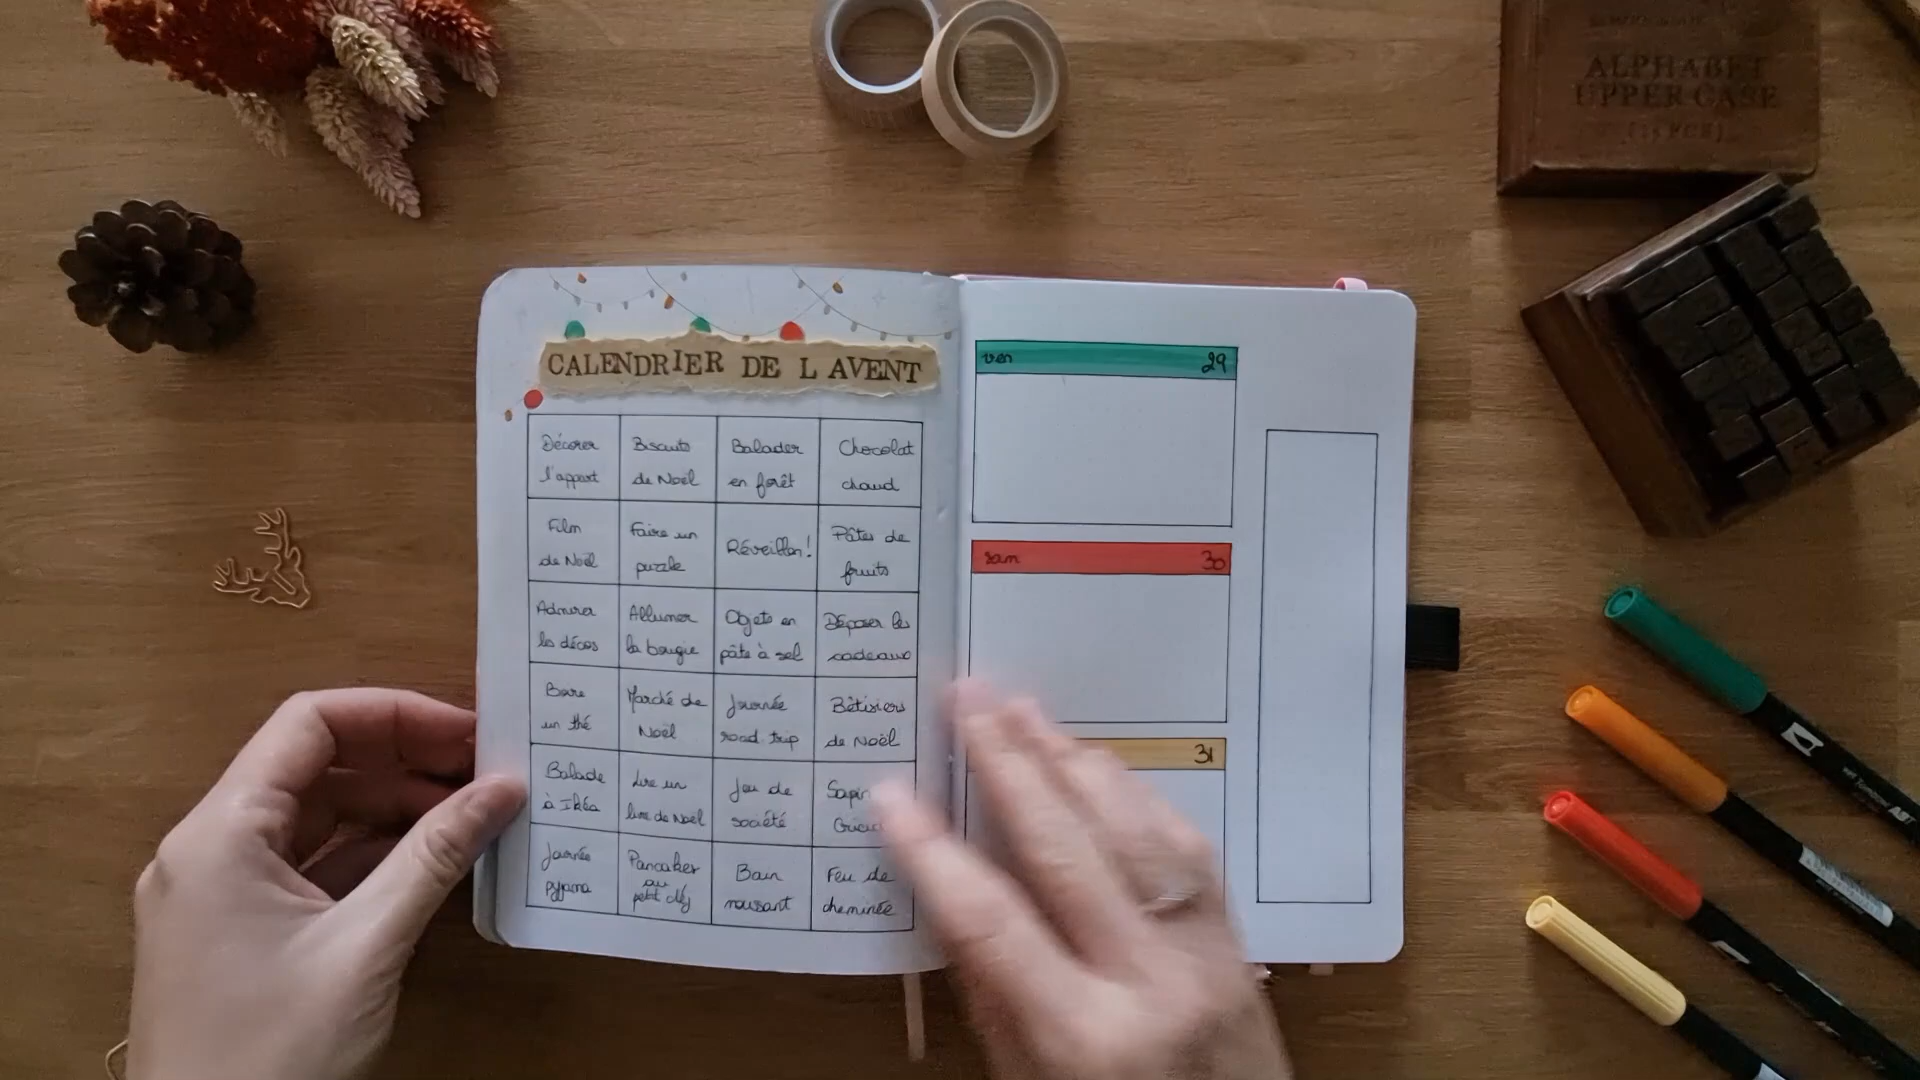 ALPHABET
UPPER CASE
CALENDRIER DE L AVENT
Décorer
l'appart
Biscuits
de Noël
Balader
en forêt
Chocolat
chaud
Film
de Noël
Faire un
puzzle
Réveillon!
Pâtes de
fruits
Admirer
les décos
Allumer
la bougie
Objets en
pâte à sel
Déposer les
cadeaux
Boire
un thé
Marché de
Noël
Journée
road trip
Bêtisiers
de Noël
Balade
à Ikéa
Lire un
livre de Noël
Jeu de
société
Sapin
Journée
pyjama
Pancakes
au
petit déj
Bain
moussant
Feu de
cheminée
ven 29
sam 30
31